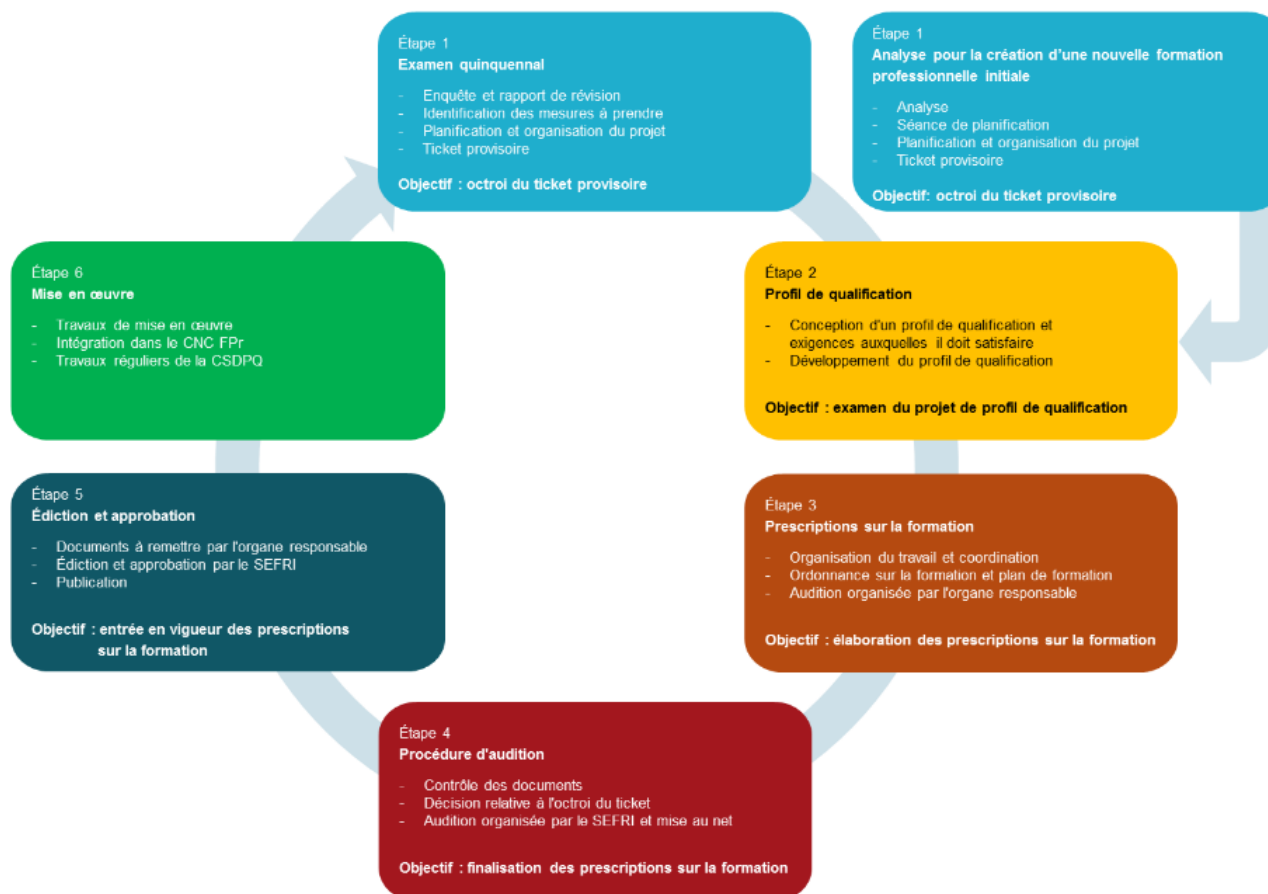 Étape 1
Examen quinquennal
- Enquête et rapport de révision
- Identification des mesures à prendre
- Planification et organisation du projet
- Ticket provisoire
Objectif : octroi du ticket provisoire
Étape 1
Analyse pour la création d'une nouvelle formation
professionnelle initiale
- Analyse
- Séance de planification
- Planification et organisation du projet
- Ticket provisoire
Objectif: octroi du ticket provisoire
Étape 2
Profil de qualification
- Conception d'un profil de qualification et
exigences auxquelles il doit satisfaire
- Développement du profil de qualification
Objectif : examen du projet de profil de qualification
Étape 3
Prescriptions sur la formation
- Organisation du travail et coordination
- Ordonnance sur la formation et plan de formation
- Audition organisée par l'organe responsable
Objectif : élaboration des prescriptions sur la formation
Étape 4
Procédure d'audition
- Contrôle des documents
- Décision relative à l'octroi du ticket
- Audition organisée par le SEFRI et mise au net
Objectif : finalisation des prescriptions sur la formation
Étape 5
Édiction et approbation
- Documents à remettre par l'organe responsable
- Édiction et approbation par le SEFRI
- Publication
Objectif : entrée en vigueur des prescriptions
sur la formation
Étape 6
Mise en œuvre
- Travaux de mise en œuvre
- Intégration dans le CNC FPr
- Travaux réguliers de la CSDPQ